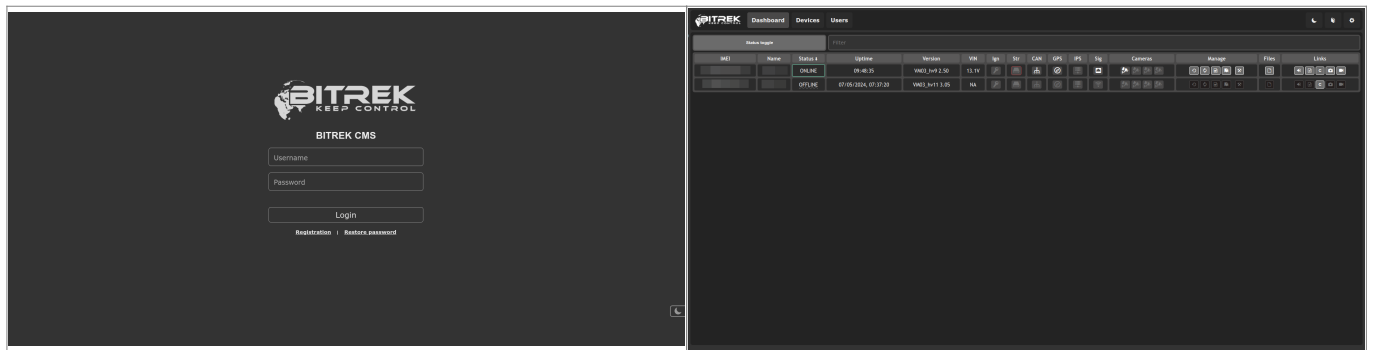 BITREK
KEEP CONTROL
BITREK CMS
Username
Password
Login
Registration | Restore password
BITREK Dashboard Devices Users
Status toggle Filter
IMEI Name Status Uptime Version VIN Ign Str CAN GPS IPS Sig Cameras Manage Files Links
ONLINE 09:48:35 VM03_hv9 2.50 13.1V
OFFLINE 07/05/2024, 07:37:20 VM03_hv11 3.05 NA